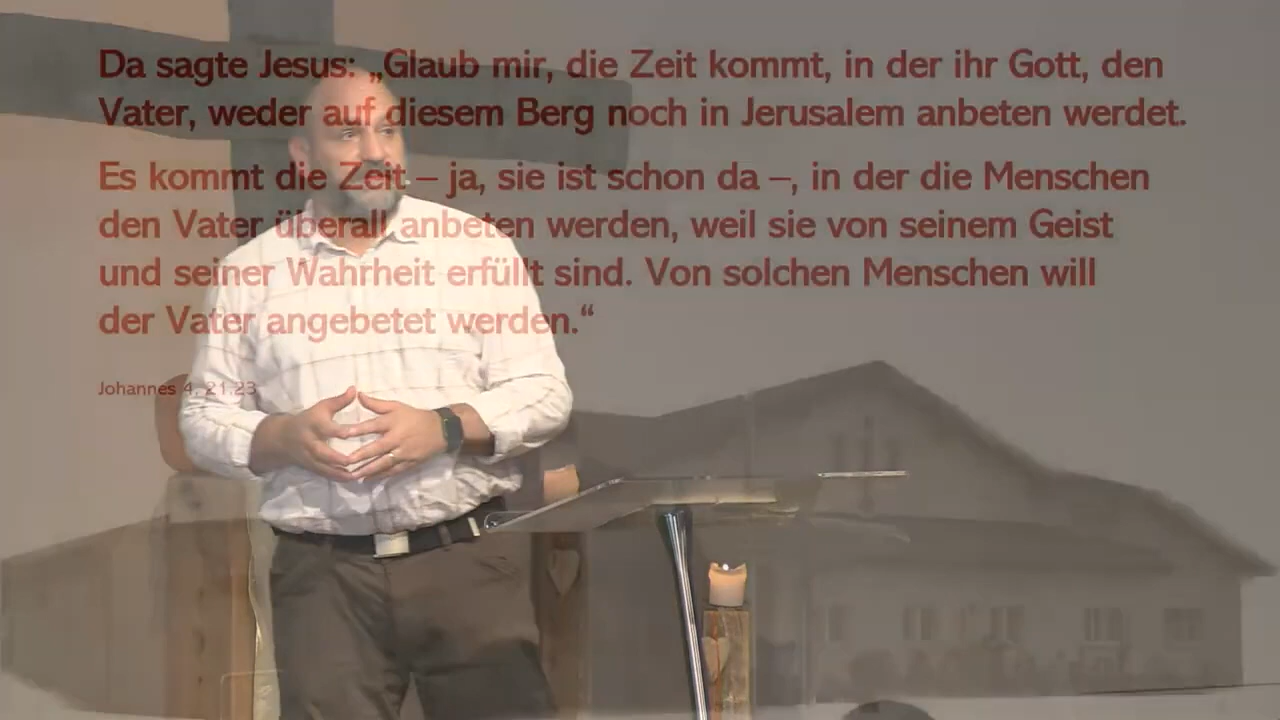 Da sagte Jesus: „Glaub mir, die Zeit kommt, in der ihr Gott, den
Vater, weder auf diesem Berg noch in Jerusalem anbeten werdet.
Es kommt die Zeit – ja, sie ist schon da –, in der die Menschen
den Vater überall anbeten werden, weil sie von seinem Geist
und seiner Wahrheit erfüllt sind. Von solchen Menschen will
der Vater angebetet werden.“
Johannes 4, 21.23